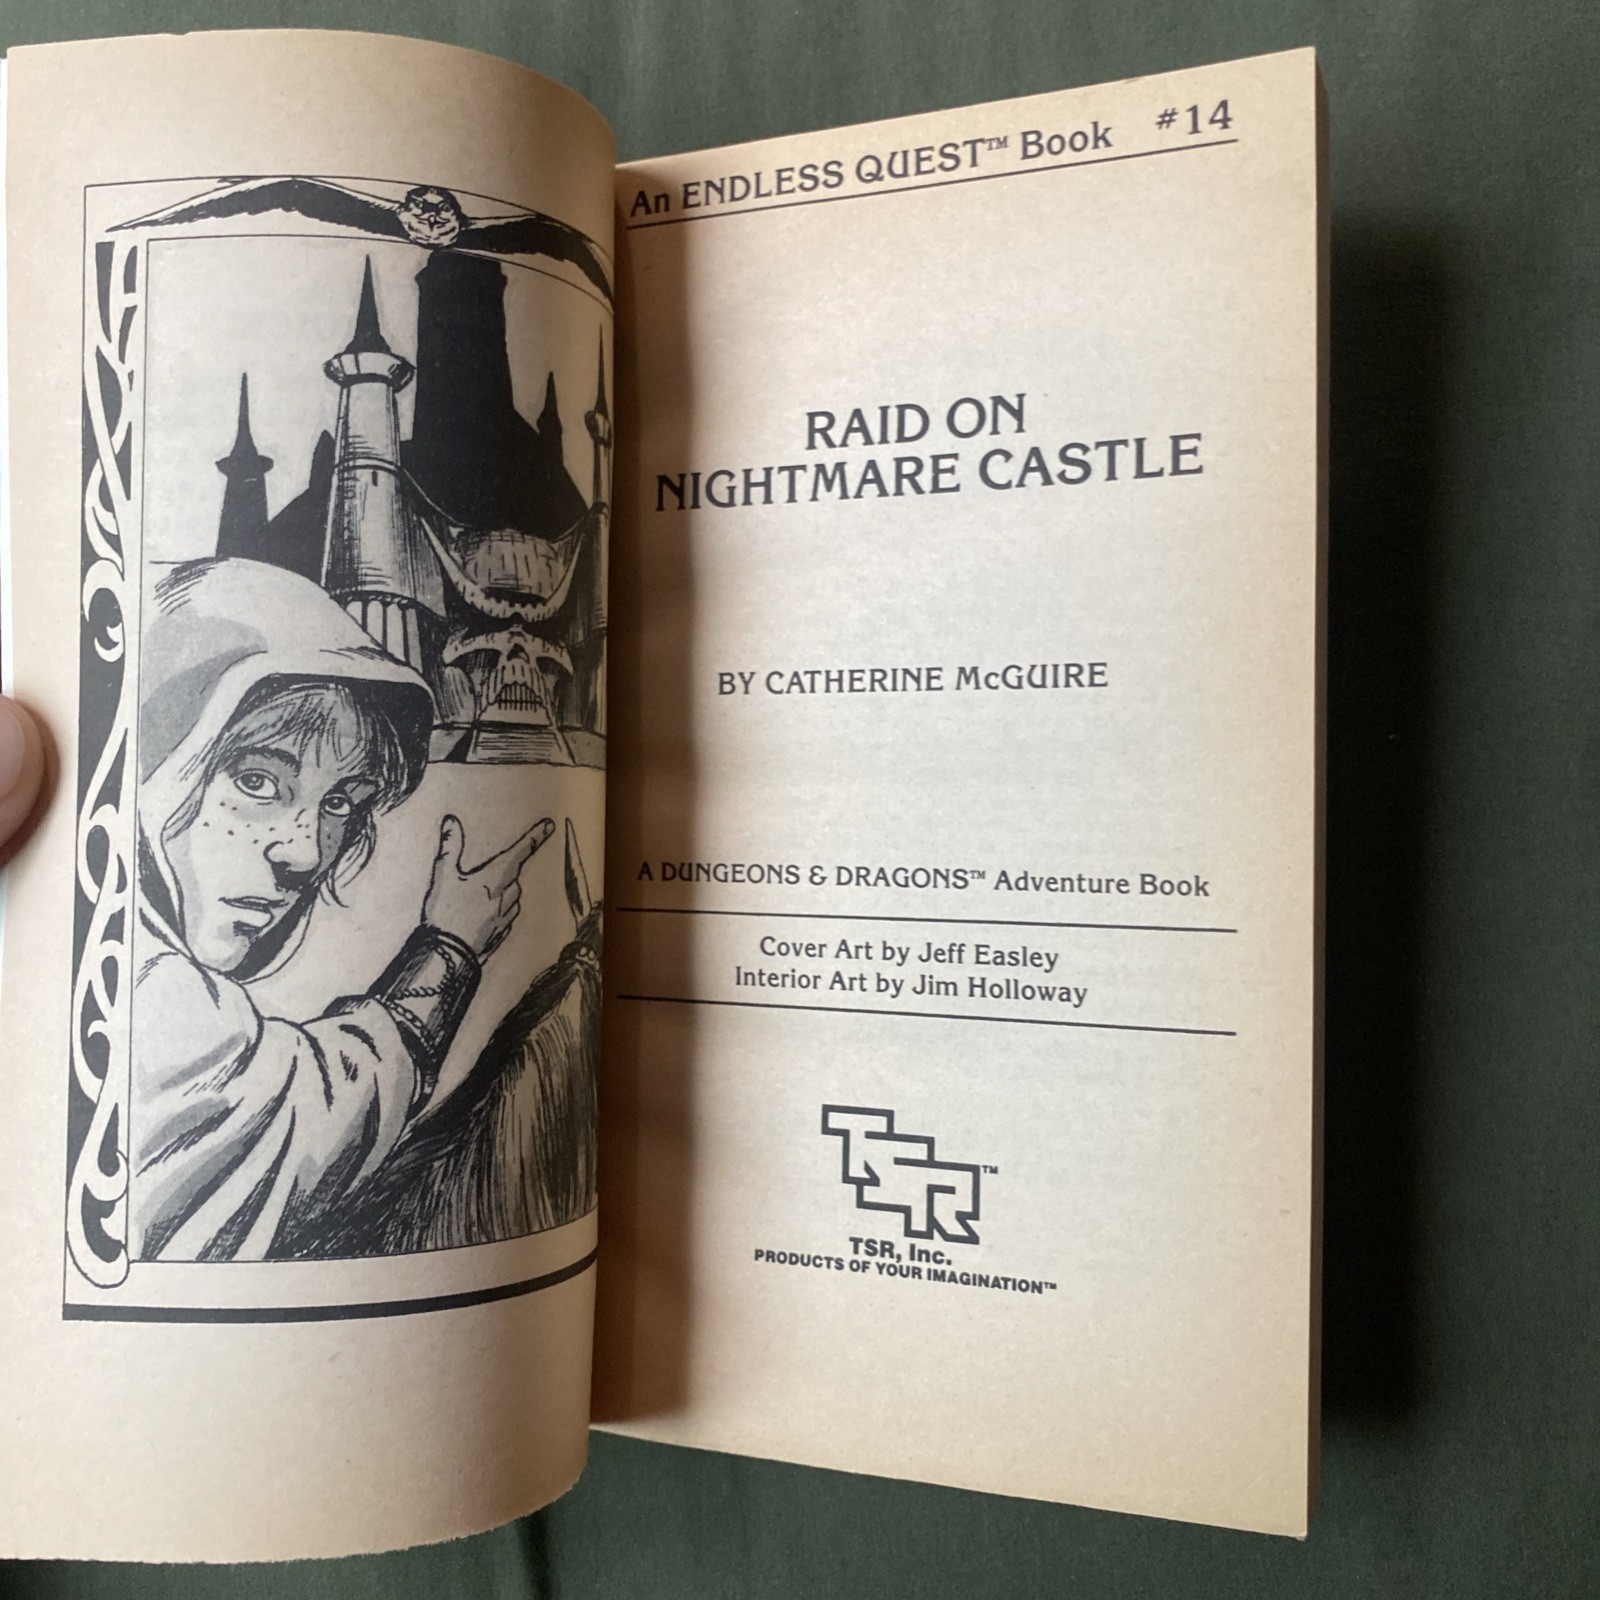 An ENDLESS QUEST™ Book #14
RAID ON
NIGHTMARE CASTLE
BY CATHERINE McGUIRE
A DUNGEONS & DRAGONS™ Adventure Book
Cover Art by Jeff Easley
Interior Art by Jim Holloway
TSR™
TSR, Inc.
PRODUCTS OF YOUR IMAGINATION™